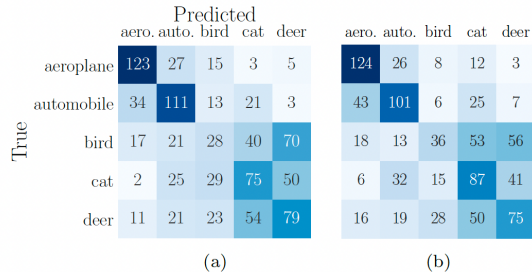 Predicted
aero. auto. bird cat deer aero. auto. bird cat deer
True
aeroplane 123 27 15 3 5 124 26 8 12 3
automobile 34 111 13 21 3 43 101 6 25 7
bird 17 21 28 40 70 18 13 36 53 56
cat 2 25 29 75 50 6 32 15 87 41
deer 11 21 23 54 79 16 19 28 50 75
(a) (b)